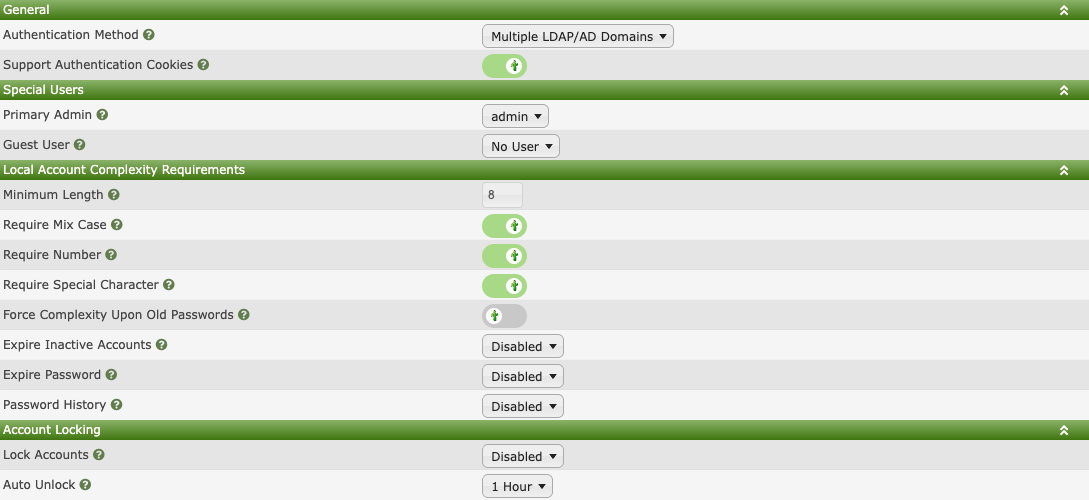 General
Authentication Method
Multiple LDAP/AD Domains
Support Authentication Cookies
Special Users
Primary Admin
admin
Guest User
No User
Local Account Complexity Requirements
Minimum Length
8
Require Mix Case
Require Number
Require Special Character
Force Complexity Upon Old Passwords
Expire Inactive Accounts
Disabled
Expire Password
Disabled
Password History
Disabled
Account Locking
Lock Accounts
Disabled
Auto Unlock
1 Hour